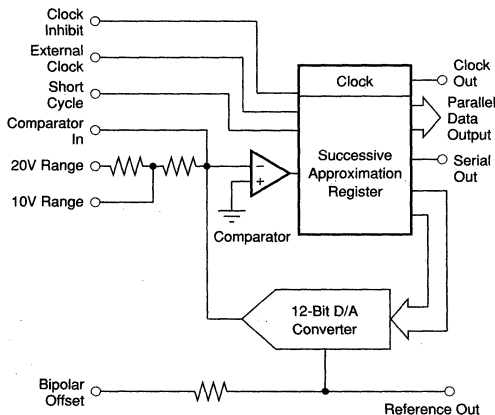 Clock
Inhibit
External
Clock
Short
Cycle
Comparator
In
20V Range
10V Range
Clock
Successive
Approximation
Register
−
+
Comparator
Clock
Out
Parallel
Data
Output
Serial
Out
12-Bit D/A
Converter
Bipolar
Offset
Reference Out